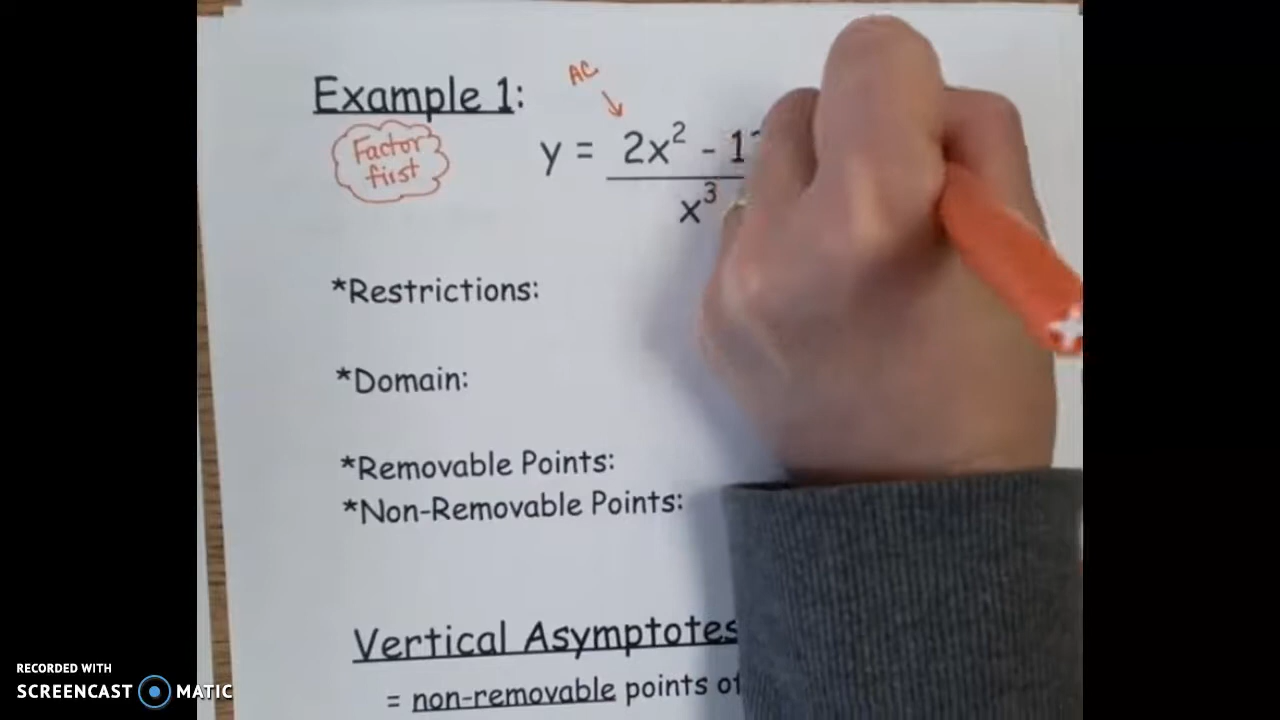 AC
Example 1:
Factor
first
y = 2x² - 1
x³
*Restrictions:
*Domain:
*Removable Points:
*Non-Removable Points:
Vertical Asymptotes
= non-removable points of
RECORDED WITH
SCREENCAST MATIC